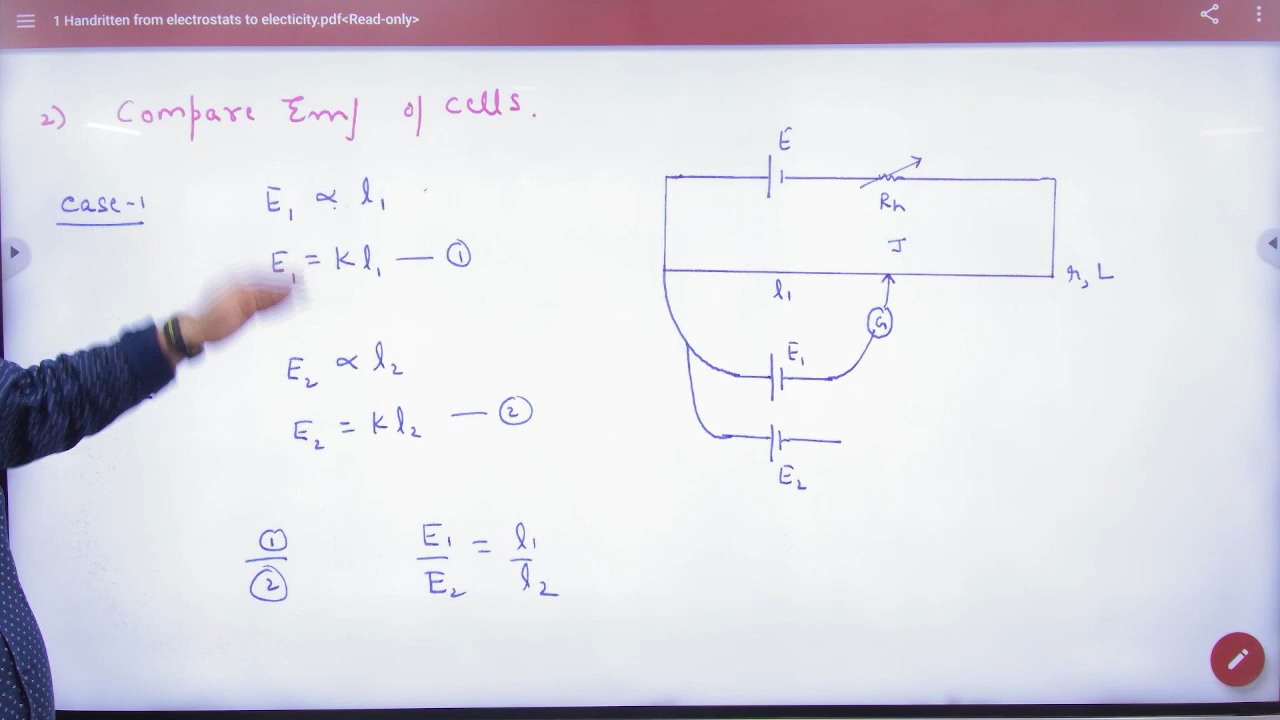 1 Handritten from electrostats to electicity.pdf<Read-only>
2) Compare Emf of cells.
Case-1
E₁ ∝ l₁
E₁ = Kl₁ — ①
E₂ ∝ l₂
E₂ = Kl₂ — ②
①/②
E₁/E₂ = l₁/l₂
E
Rh
J
l₁
r, L
G
E₁
E₂